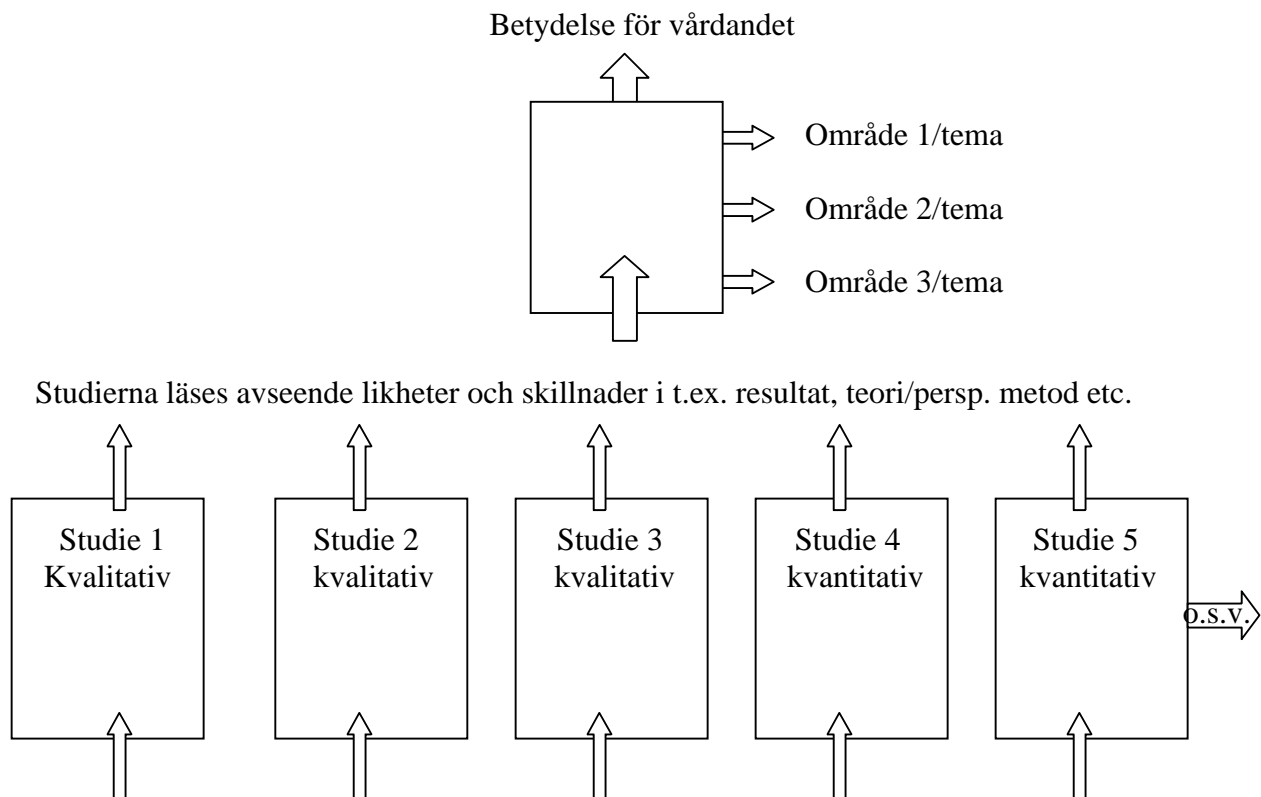 Betydelse för vårdandet
Område 1/tema
Område 2/tema
Område 3/tema
Studierna läses avseende likheter och skillnader i t.ex. resultat, teori/persp. metod etc.
Studie 1
Kvalitativ
Studie 2
kvalitativ
Studie 3
kvalitativ
Studie 4
kvantitativ
Studie 5
kvantitativ
o.s.v.